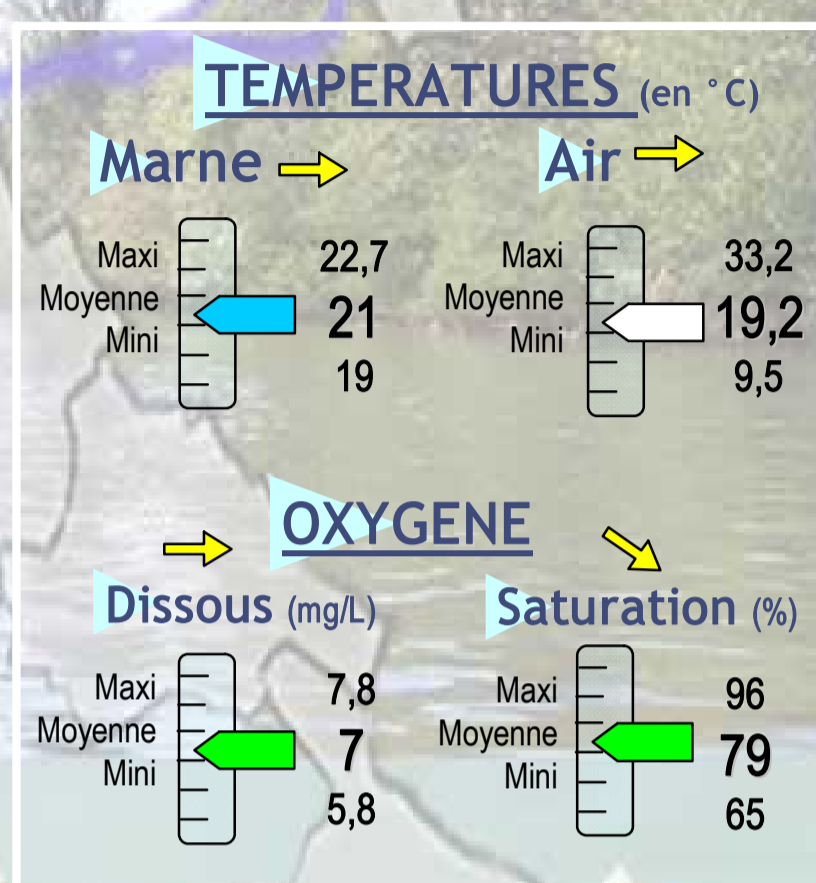 TEMPERATURES (en °C)
Marne Air
Maxi 22,7 Maxi 33,2
Moyenne 21 Moyenne 19,2
Mini 19 Mini 9,5
OXYGENE
Dissous (mg/L) Saturation (%)
Maxi 7,8 Maxi 96
Moyenne 7 Moyenne 79
Mini 5,8 Mini 65